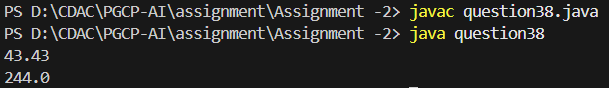 PS D:\CDAC\PGCP-AI\assignment\Assignment -2> javac question38.java
PS D:\CDAC\PGCP-AI\assignment\Assignment -2> java question38
43.43
244.0